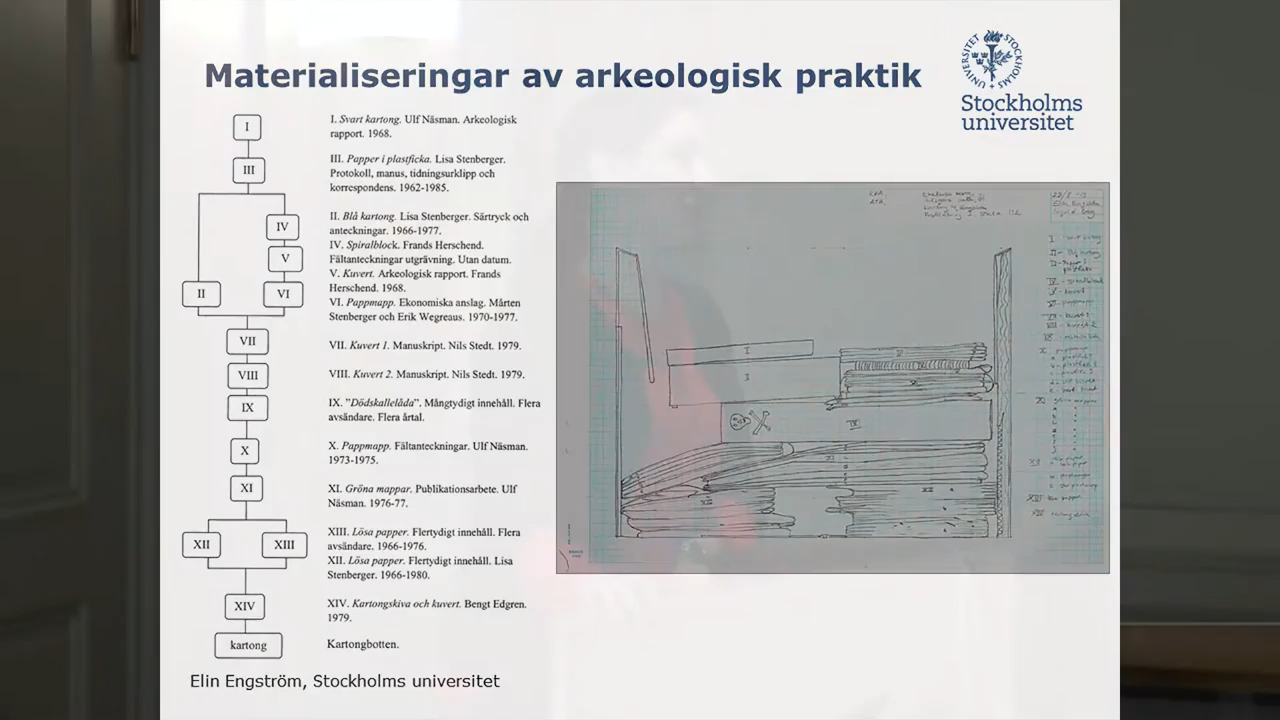 Materialiseringar av arkeologisk praktik
UNIVERSITET STOCKHOLMS
Stockholms
universitet
I
III
IV
V
II
VI
VII
VIII
IX
X
XI
XII
XIII
XIV
kartong
I. Svart kartong. Ulf Näsman. Arkeologisk
rapport. 1968.
III. Papper i plastficka. Lisa Stenberger.
Protokoll, manus, tidningsurklipp och
korrespondens. 1962-1985.
II. Blå kartong. Lisa Stenberger. Särtryck och
anteckningar. 1966-1977.
IV. Spiralblock. Frands Herschend.
Fältanteckningar utgrävning. Utan datum.
V. Kuvert. Arkeologisk rapport. Frands
Herschend. 1968.
VI. Pappmapp. Ekonomiska anslag. Mårten
Stenberger och Erik Wegreaus. 1970-1977.
VII. Kuvert 1. Manuskript. Nils Stedt. 1979.
VIII. Kuvert 2. Manuskript. Nils Stedt. 1979.
IX. "Dödskallelåda". Mångtydigt innehåll. Flera
avsändare. Flera årtal.
X. Pappmapp. Fältanteckningar. Ulf Näsman.
1973-1975.
XI. Gröna mappar. Publikationsarbete. Ulf
Näsman. 1976-77.
XIII. Lösa papper. Flertydigt innehåll. Flera
avsändare. 1966-1976.
XII. Lösa papper. Flertydigt innehåll. Lisa
Stenberger. 1966-1980.
XIV. Kartongskiva och kuvert. Bengt Edgren.
1979.
Kartongbotten.
Elin Engström, Stockholms universitet